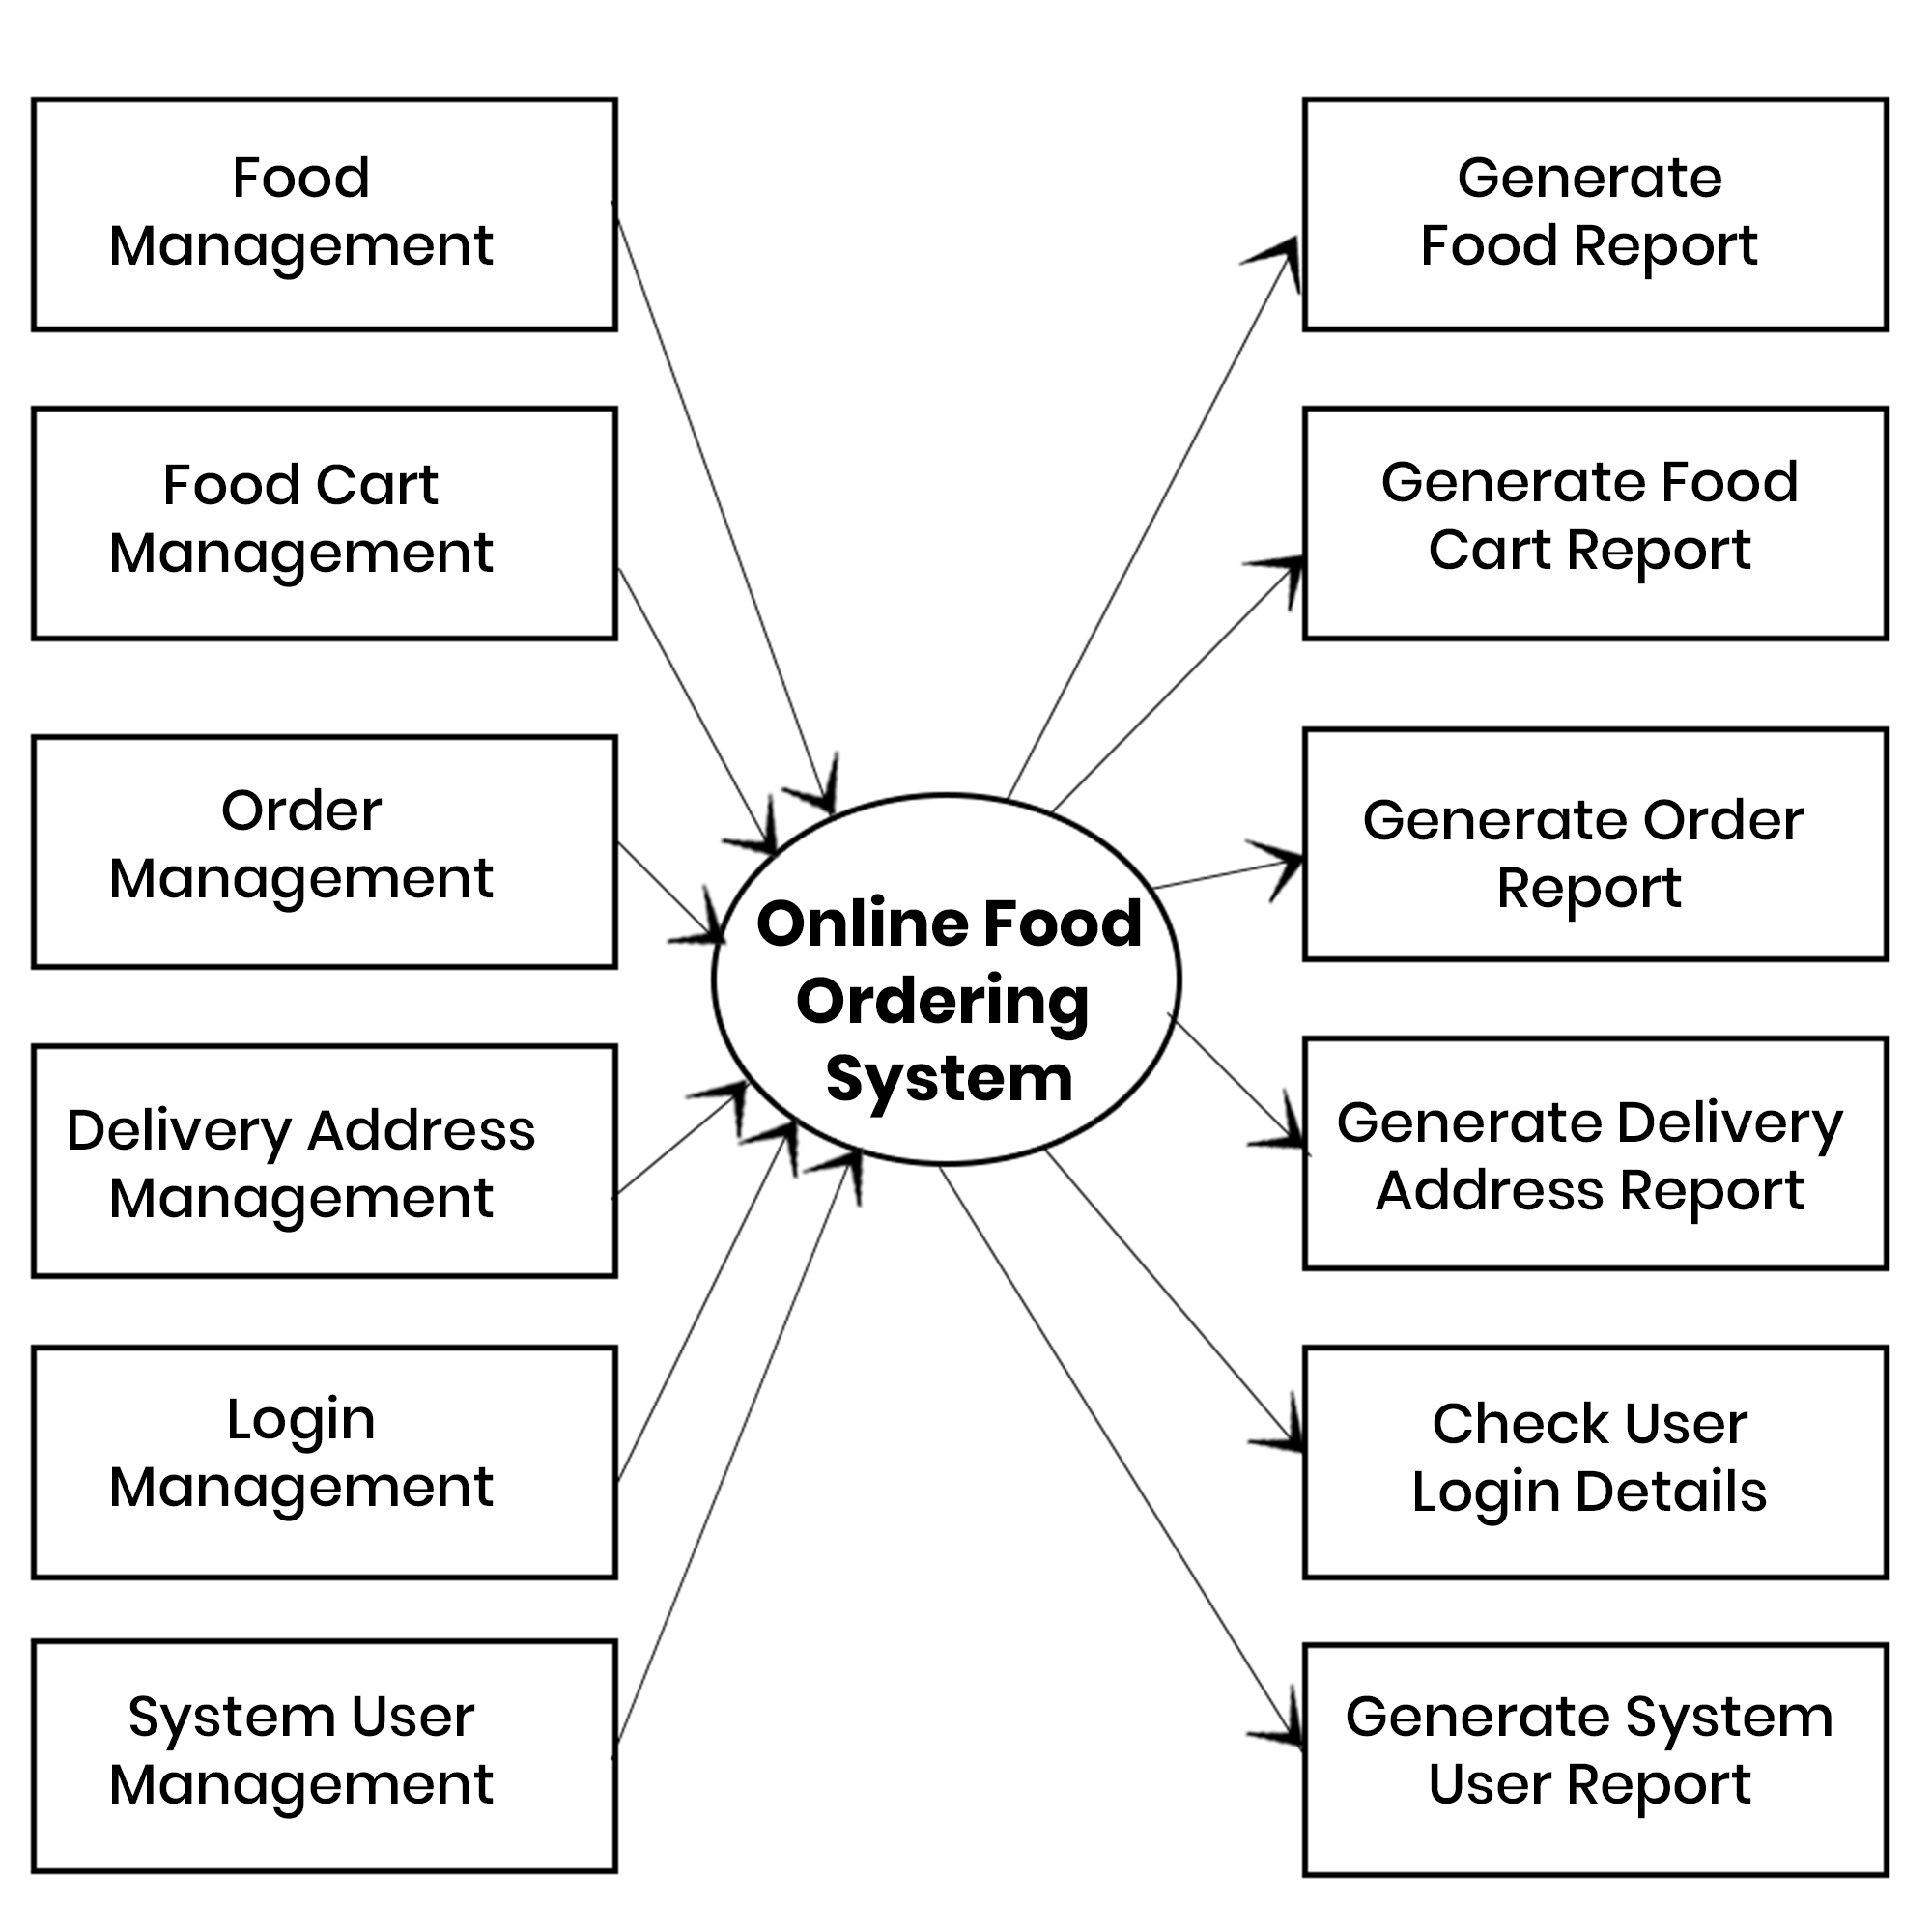 Food
Management
Food Cart
Management
Order
Management
Delivery Address
Management
Login
Management
System User
Management
Online Food
Ordering
System
Generate
Food Report
Generate Food
Cart Report
Generate Order
Report
Generate Delivery
Address Report
Check User
Login Details
Generate System
User Report